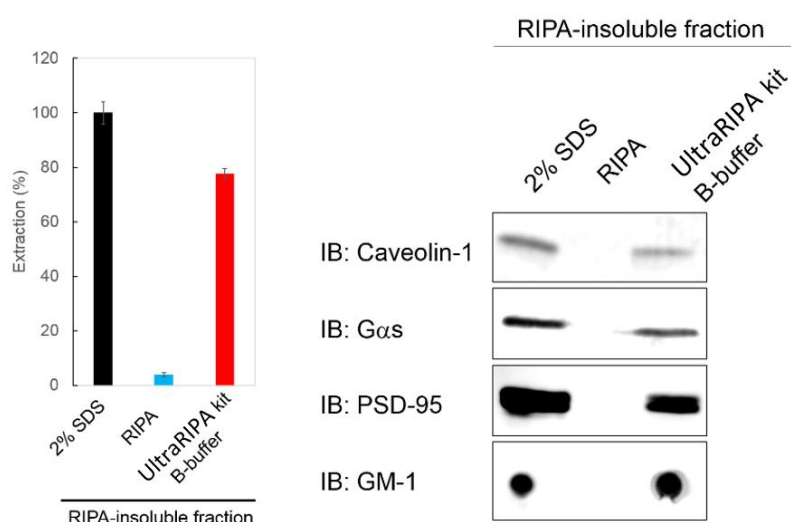 120
100
80
60
40
20
0
Extraction (%)
2% SDS
RIPA
UltraRIPA kit
B-buffer
RIPA-insoluble fraction
RIPA-insoluble fraction
2% SDS
RIPA
UltraRIPA kit
B-buffer
IB: Caveolin-1
IB: Gαs
IB: PSD-95
IB: GM-1